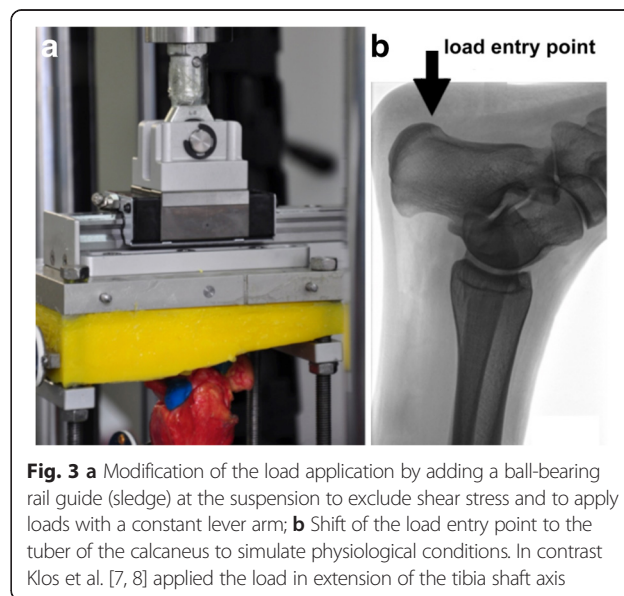 a
b
load entry point
Fig. 3 a Modification of the load application by adding a ball-bearing
rail guide (sledge) at the suspension to exclude shear stress and to apply
loads with a constant lever arm; b Shift of the load entry point to the
tuber of the calcaneus to simulate physiological conditions. In contrast
Klos et al. [7, 8] applied the load in extension of the tibia shaft axis